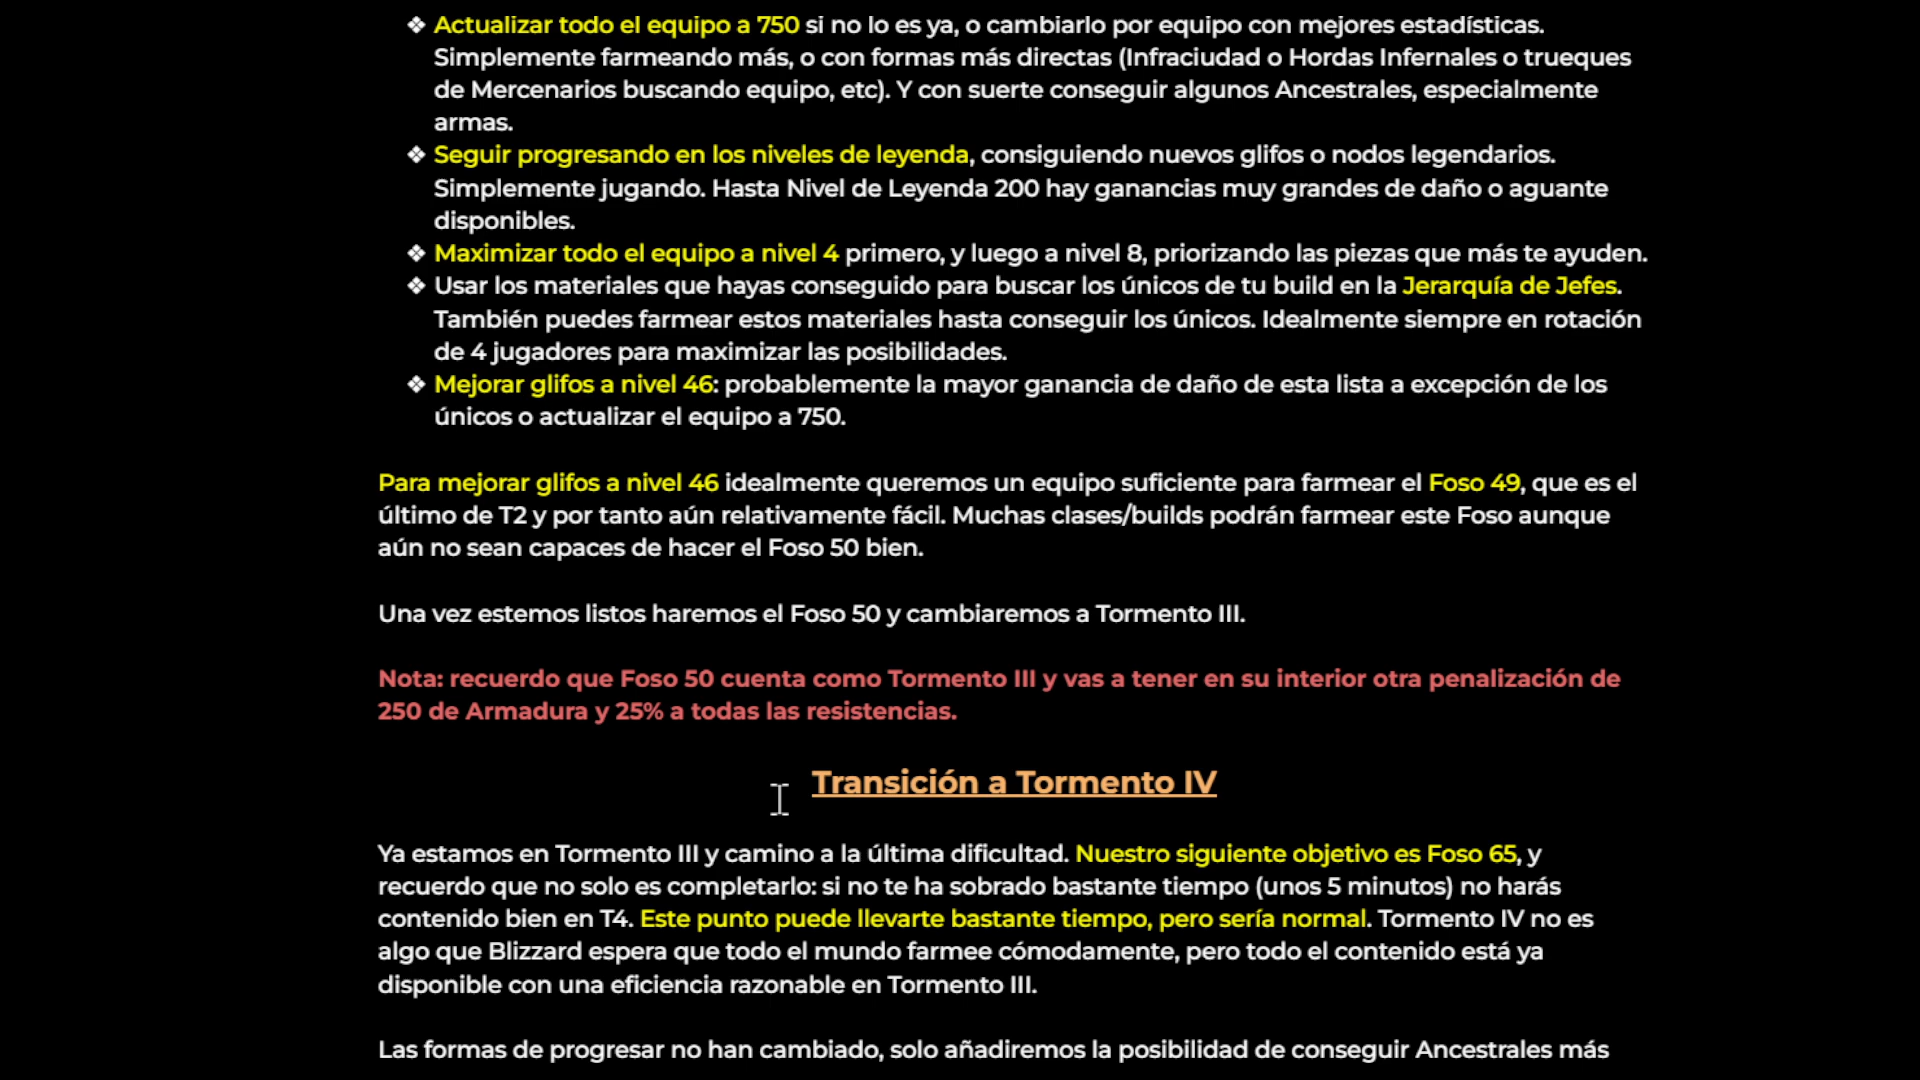 ❖ Actualizar todo el equipo a 750 si no lo es ya, o cambiarlo por equipo con mejores estadísticas.
Simplemente farmeando más, o con formas más directas (Infraciudad o Hordas Infernales o trueques
de Mercenarios buscando equipo, etc). Y con suerte conseguir algunos Ancestrales, especialmente
armas.
❖ Seguir progresando en los niveles de leyenda, consiguiendo nuevos glifos o nodos legendarios.
Simplemente jugando. Hasta Nivel de Leyenda 200 hay ganancias muy grandes de daño o aguante
disponibles.
❖ Maximizar todo el equipo a nivel 4 primero, y luego a nivel 8, priorizando las piezas que más te ayuden.
❖ Usar los materiales que hayas conseguido para buscar los únicos de tu build en la Jerarquía de Jefes.
También puedes farmear estos materiales hasta conseguir los únicos. Idealmente siempre en rotación
de 4 jugadores para maximizar las posibilidades.
❖ Mejorar glifos a nivel 46: probablemente la mayor ganancia de daño de esta lista a excepción de los
únicos o actualizar el equipo a 750.
Para mejorar glifos a nivel 46 idealmente queremos un equipo suficiente para farmear el Foso 49, que es el
último de T2 y por tanto aún relativamente fácil. Muchas clases/builds podrán farmear este Foso aunque
aún no sean capaces de hacer el Foso 50 bien.
Una vez estemos listos haremos el Foso 50 y cambiaremos a Tormento III.
Nota: recuerdo que Foso 50 cuenta como Tormento III y vas a tener en su interior otra penalización de
250 de Armadura y 25% a todas las resistencias.
Transición a Tormento IV
Ya estamos en Tormento III y camino a la última dificultad. Nuestro siguiente objetivo es Foso 65, y
recuerdo que no solo es completarlo: si no te ha sobrado bastante tiempo (unos 5 minutos) no harás
contenido bien en T4. Este punto puede llevarte bastante tiempo, pero sería normal. Tormento IV no es
algo que Blizzard espera que todo el mundo farmee cómodamente, pero todo el contenido está ya
disponible con una eficiencia razonable en Tormento III.
Las formas de progresar no han cambiado, solo añadiremos la posibilidad de conseguir Ancestrales más